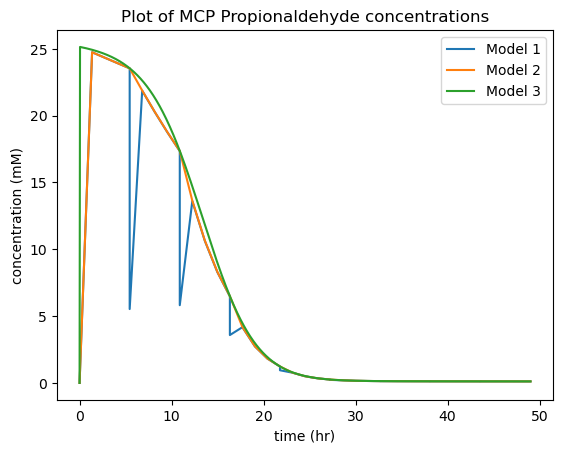 Plot of MCP Propionaldehyde concentrations
Model 1
Model 2
Model 3
concentration (mM)
25
20
15
10
5
0
0 10 20 30 40 50
time (hr)